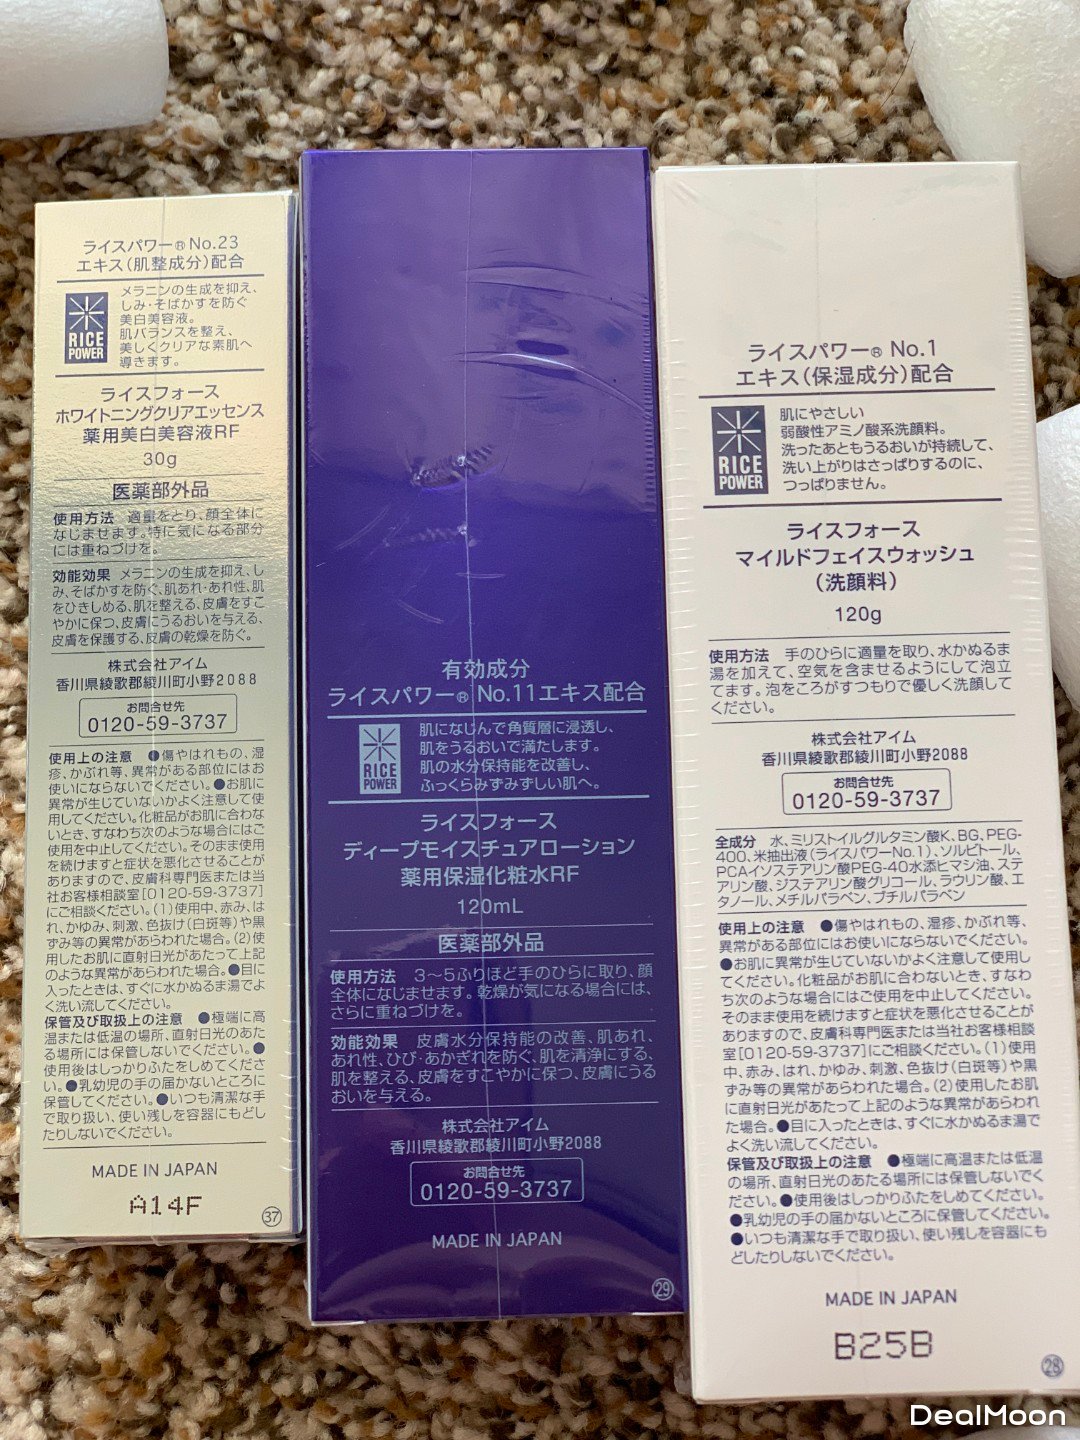 ライスパワー® No.23
エキス(肌整成分)配合
RICE
POWER
メラニンの生成を抑え、
しみ・そばかすを防ぐ
美白美容液。
肌バランスを整え、
美しくクリアな素肌へ
導きます。
ライスフォース
ホワイトニングクリアエッセンス
薬用美白美容液RF
30g
医薬部外品
使用方法 適量をとり、顔全体に
なじませます。特に気になる部分
には重ねづけを。
効能効果 メラニンの生成を抑え、し
み、そばかすを防ぐ、肌あれ・あれ性、肌
をひきしめる、肌を整える、皮膚をすこ
やかに保つ、皮膚にうるおいを与える、
皮膚を保護する、皮膚の乾燥を防ぐ。
株式会社アイム
香川県綾歌郡綾川町小野2088
お問合せ先
0120-59-3737
使用上の注意 ●傷やはれもの、湿
疹、かぶれ等、異常がある部位にはお
使いにならないでください。●お肌に
異常が生じていないかよく注意して使
用してください。化粧品がお肌に合わな
いとき、すなわち次のような場合にはご
使用を中止してください。そのまま使用
を続けますと症状を悪化させることが
ありますので、皮膚科専門医または当
社お客様相談室[0120-59-3737]
にご相談ください。(1)使用中、赤み、は
れ、かゆみ、刺激、色抜け(白斑等)や黒
ずみ等の異常があらわれた場合。(2)使
用したお肌に直射日光があたって上記
のような異常があらわれた場合。●目に
入ったときは、すぐに水かぬるま湯でよ
く洗い流してください。
保管及び取扱上の注意 ●極端に高
温または低温の場所、直射日光のあた
る場所には保管しないでください。●
使用後はしっかりふたをしめてくださ
い。●乳幼児の手の届かないところに
保管してください。●いつも清潔な手
で取り扱い、使い残しを容器にもどし
たりしないでください。
MADE IN JAPAN
A14F
㊲
有効成分
ライスパワー® No.11エキス配合
RICE
POWER
肌になじんで角質層に浸透し、
肌をうるおいで満たします。
肌の水分保持能を改善し、
ふっくらみずみずしい肌へ。
ライスフォース
ディープモイスチュアローション
薬用保湿化粧水RF
120mL
医薬部外品
使用方法 3～5ふりほど手のひらに取り、顔
全体になじませます。乾燥が気になる場合には、
さらに重ねづけを。
効能効果 皮膚水分保持能の改善、肌あれ、
あれ性、ひび・あかぎれを防ぐ、肌を清浄にする、
肌を整える、皮膚をすこやかに保つ、皮膚にうる
おいを与える。
株式会社アイム
香川県綾歌郡綾川町小野2088
お問合せ先
0120-59-3737
MADE IN JAPAN
㉙
ライスパワー® No.1
エキス(保湿成分)配合
RICE
POWER
肌にやさしい
弱酸性アミノ酸系洗顔料。
洗ったあともうるおいが持続して、
洗い上がりはさっぱりするのに、
つっぱりません。
ライスフォース
マイルドフェイスウォッシュ
(洗顔料)
120g
使用方法 手のひらに適量を取り、水かぬるま
湯を加えて、空気を含ませるようにして泡立
てます。泡をころがすつもりで優しく洗顔して
ください。
株式会社アイム
香川県綾歌郡綾川町小野2088
お問合せ先
0120-59-3737
全成分 水、ミリストイルグルタミン酸K、BG、PEG-
400、米抽出液(ライスパワーNo.1)、ソルビトール、
PCAイソステアリン酸PEG-40水添ヒマシ油、ステ
アリン酸、ジステアリン酸グリコール、ラウリン酸、エ
タノール、メチルパラベン、ブチルパラベン
使用上の注意 ●傷やはれもの、湿疹、かぶれ等、
異常がある部位にはお使いにならないでください。
●お肌に異常が生じていないかよく注意して使用し
てください。化粧品がお肌に合わないとき、すなわ
ち次のような場合にはご使用を中止してください。
そのまま使用を続けますと症状を悪化させることが
ありますので、皮膚科専門医または当社お客様相談
室[0120-59-3737]にご相談ください。(1)使用
中、赤み、はれ、かゆみ、刺激、色抜け(白斑等)や黒
ずみ等の異常があらわれた場合。(2)使用したお肌
に直射日光があたって上記のような異常があらわれ
た場合。●目に入ったときは、すぐに水かぬるま湯で
よく洗い流してください。
保管及び取扱上の注意 ●極端に高温または低温
の場所、直射日光のあたる場所には保管しないでく
ださい。●使用後はしっかりふたをしめてください。
●乳幼児の手の届かないところに保管してください。
●いつも清潔な手で取り扱い、使い残しを容器にも
どしたりしないでください。
MADE IN JAPAN
B25B
㉘
DealMoon